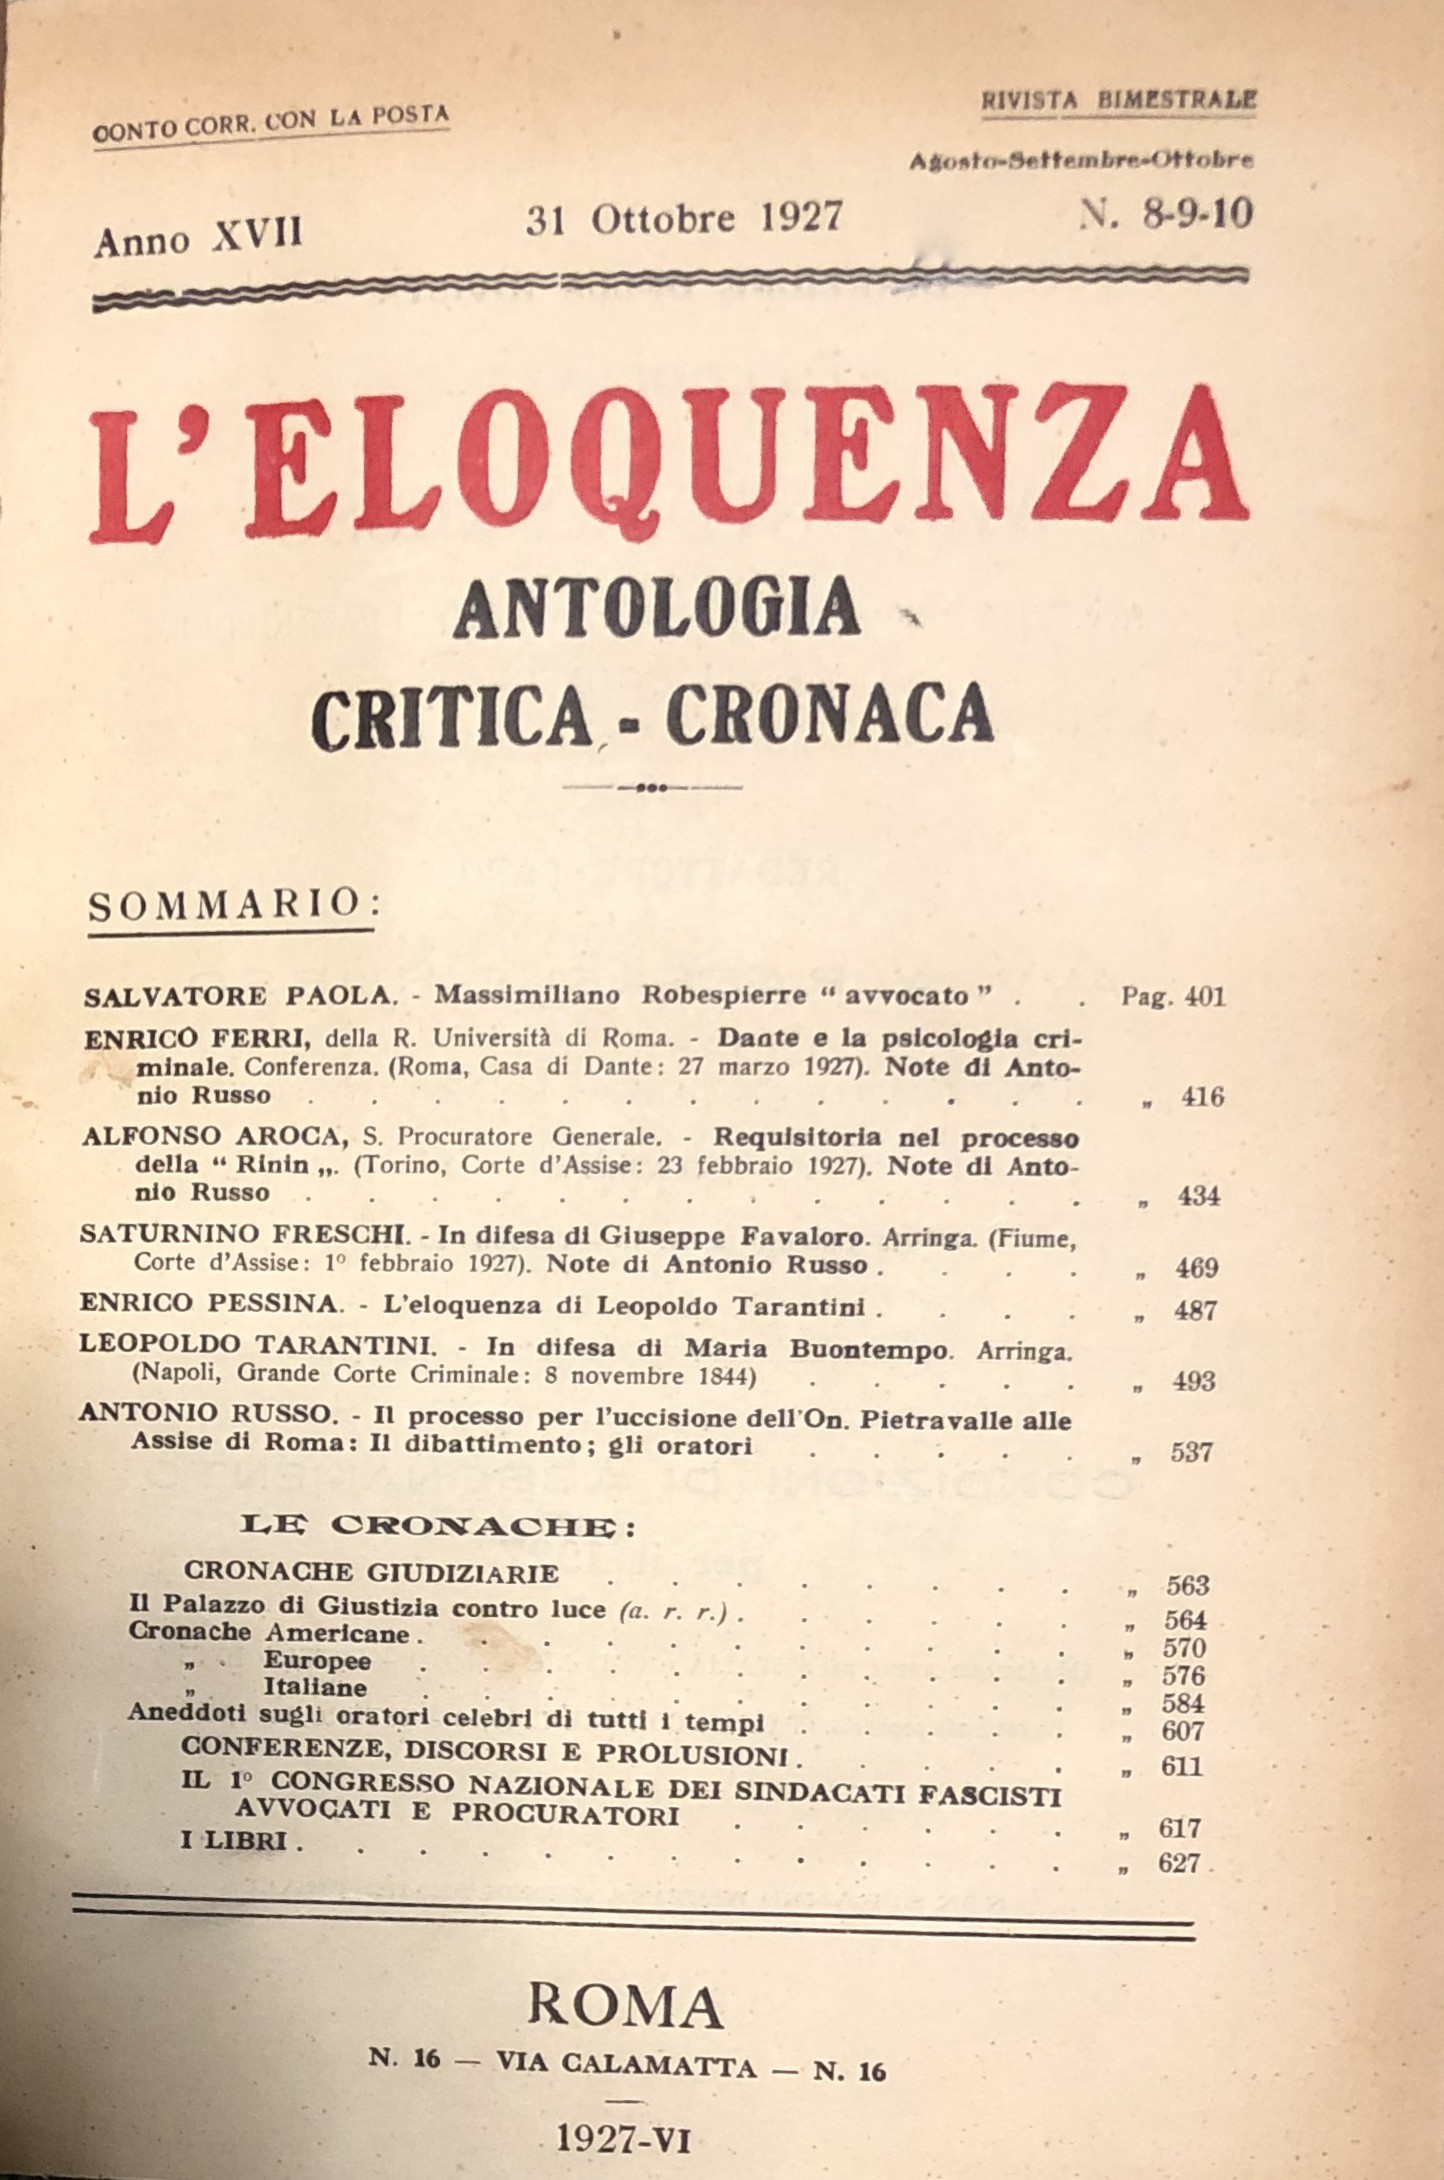 CONTO CORR. CON LA POSTA
RIVISTA BIMESTRALE
Agosto-Settembre-Ottobre
Anno XVII
31 Ottobre 1927
N. 8-9-10
L'ELOQUENZA
ANTOLOGIA
CRITICA - CRONACA
SOMMARIO:
SALVATORE PAOLA. - Massimiliano Robespierre “ avvocato ” . . Pag. 401
ENRICO FERRI, della R. Università di Roma. - Dante e la psicologia cri-
minale. Conferenza. (Roma, Casa di Dante: 27 marzo 1927). Note di Anto-
nio Russo . . . . . . . . . . . . . „ 416
ALFONSO AROCA, S. Procuratore Generale. - Requisitoria nel processo
della “ Rinin „. (Torino, Corte d'Assise: 23 febbraio 1927). Note di Anto-
nio Russo . . . . . . . . . . . . . „ 434
SATURNINO FRESCHI. - In difesa di Giuseppe Favaloro. Arringa. (Fiume,
Corte d'Assise: 1º febbraio 1927). Note di Antonio Russo . . . . „ 469
ENRICO PESSINA. - L'eloquenza di Leopoldo Tarantini . . . . „ 487
LEOPOLDO TARANTINI. - In difesa di Maria Buontempo. Arringa.
(Napoli, Grande Corte Criminale: 8 novembre 1844) . . . . . „ 493
ANTONIO RUSSO. - Il processo per l'uccisione dell'On. Pietravalle alle
Assise di Roma: Il dibattimento; gli oratori . . . . . „ 537
LE CRONACHE:
CRONACHE GIUDIZIARIE . . . . . . . . „ 563
Il Palazzo di Giustizia contro luce (a. r. r.) . . . . . . „ 564
Cronache Americane . . . . . . . . . . . „ 570
„ Europee . . . . . . . . . . . „ 576
„ Italiane . . . . . . . . . . . „ 584
Aneddoti sugli oratori celebri di tutti i tempi . . . . . „ 607
CONFERENZE, DISCORSI E PROLUSIONI . . . . . „ 611
IL 1º CONGRESSO NAZIONALE DEI SINDACATI FASCISTI
AVVOCATI E PROCURATORI . . . . . . „ 617
I LIBRI . . . . . . . . . . . . . „ 627
ROMA
N. 16 — VIA CALAMATTA — N. 16
1927-VI